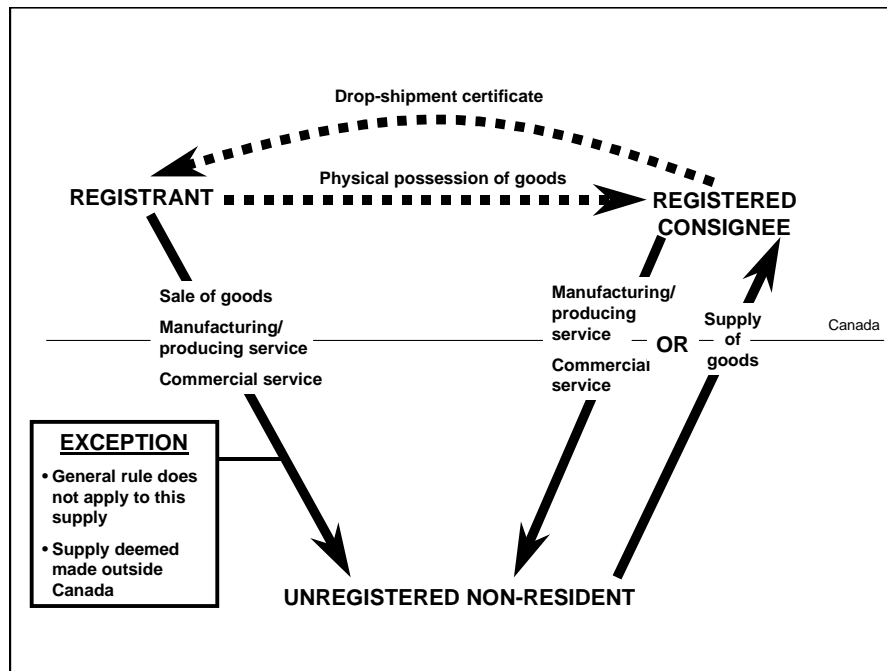 Drop-shipment certificate
Physical possession of goods
REGISTRANT
REGISTERED
CONSIGNEE
Sale of goods
Manufacturing/
producing service
Commercial service
Manufacturing/
producing
service
Commercial
service
OR
Supply
of
goods
Canada
EXCEPTION
• General rule does
not apply to this
supply
• Supply deemed
made outside
Canada
UNREGISTERED NON-RESIDENT